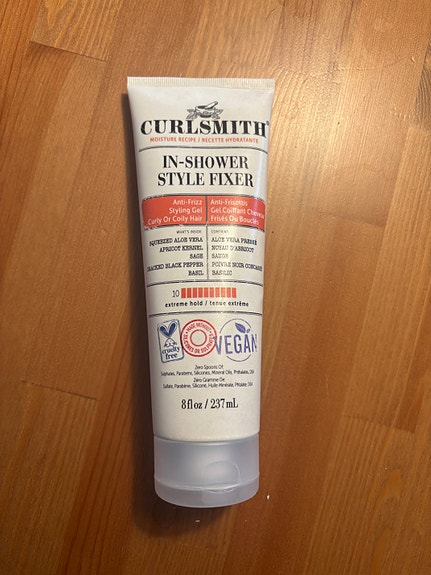 CURLSMITH®
MOISTURE RECIPE / RECETTE HYDRATANTE
IN-SHOWER
STYLE FIXER
Anti-Frizz
Styling Gel
Curly Or Coily Hair
Anti-Frisottis
Gel Coiffant Cheveux
Frisés Ou Bouclés
WHAT'S INSIDE
SQUEEZED ALOE VERA
APRICOT KERNEL
SAGE
CRACKED BLACK PEPPER
BASIL
CONTENU
ALOE VERA PRESSÉ
NOYAU D'ABRICOT
SAUGE
POIVRE NOIR CONCASSÉ
BASILIC
10
extreme hold / tenue extrême
cruelty
free
VEGAN
Zero Spoons Of:
Sulphates, Parabens, Silicones, Mineral Oils, Phthalates, DEA
Zéro Gramme De:
Sulfate, Parabène, Silicone, Huile Minérale, Phtalate, DEA
8 fl oz / 237 mL